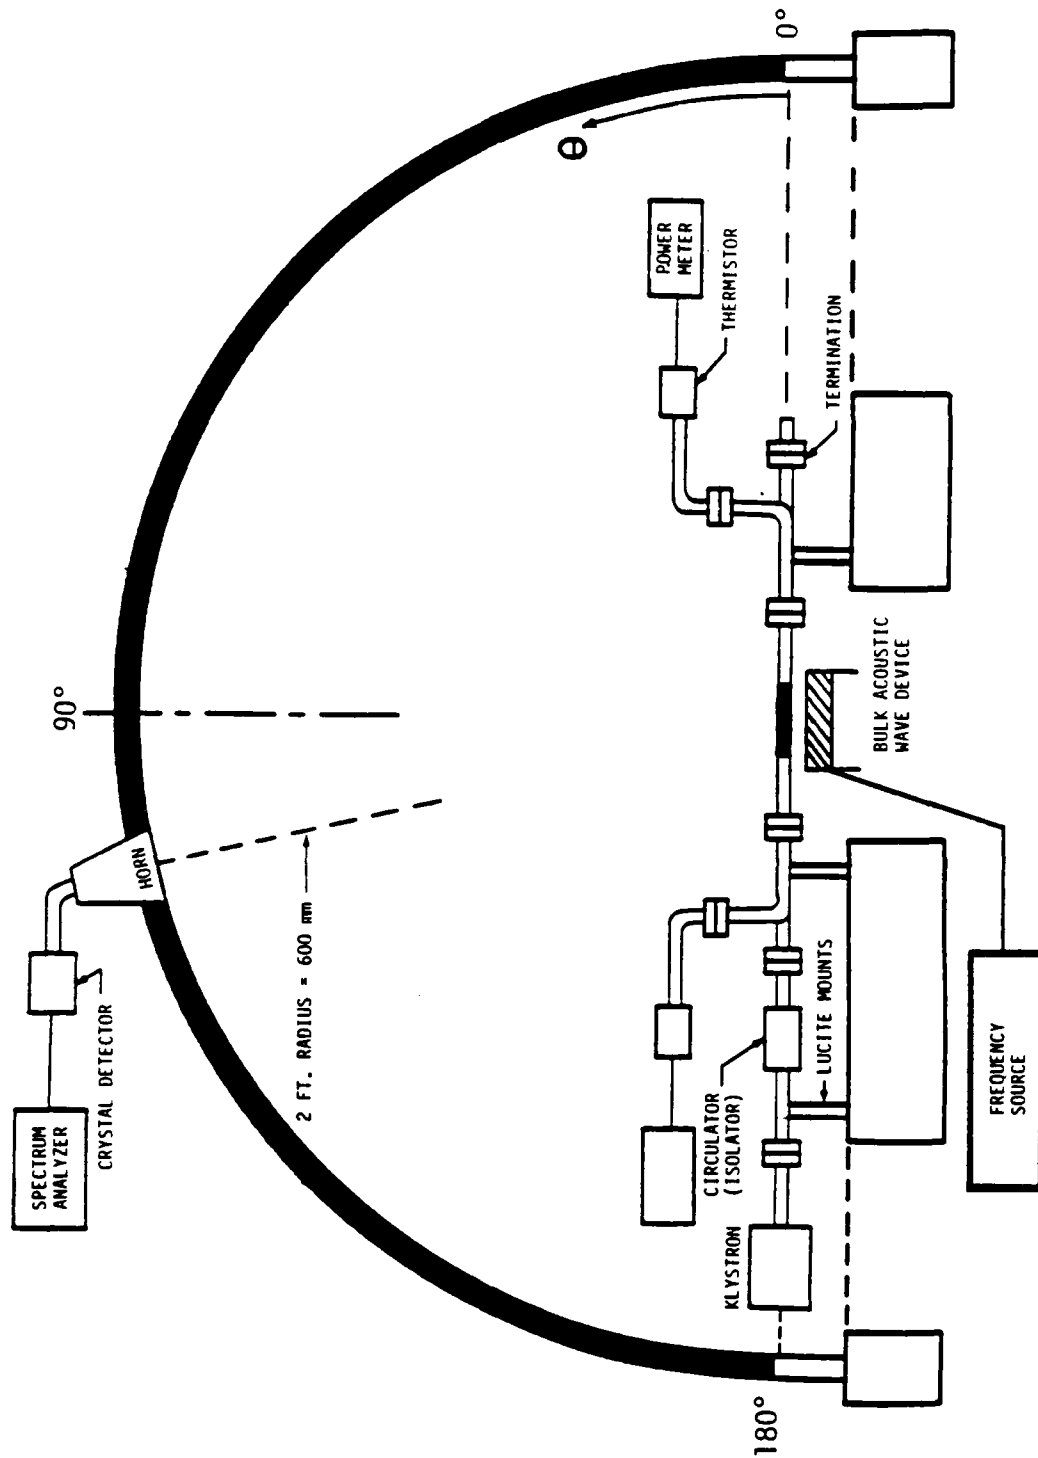 SPECTRUM
ANALYZER
CRYSTAL DETECTOR
HORN
90°
2 FT. RADIUS = 600 mm
θ
0°
180°
POWER
METER
THERMISTOR
TERMINATION
KLYSTRON
CIRCULATOR
(ISOLATOR)
LUCITE MOUNTS
BULK ACOUSTIC
WAVE DEVICE
FREQUENCY
SOURCE